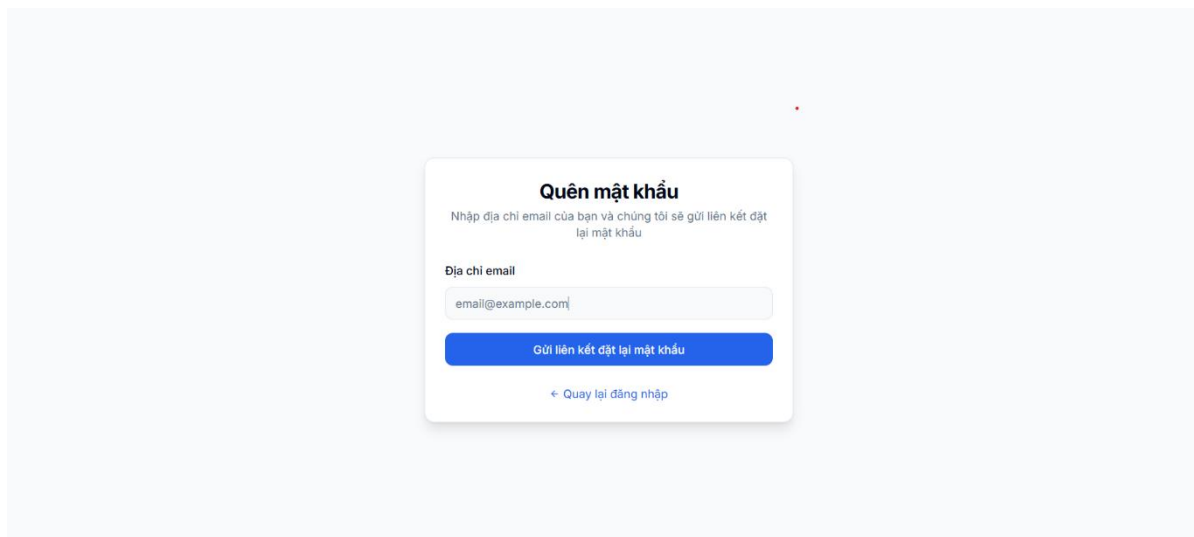 Quên mật khẩu
Nhập địa chỉ email của bạn và chúng tôi sẽ gửi liên kết đặt
lại mật khẩu
Địa chỉ email
email@example.com
Gửi liên kết đặt lại mật khẩu
← Quay lại đăng nhập